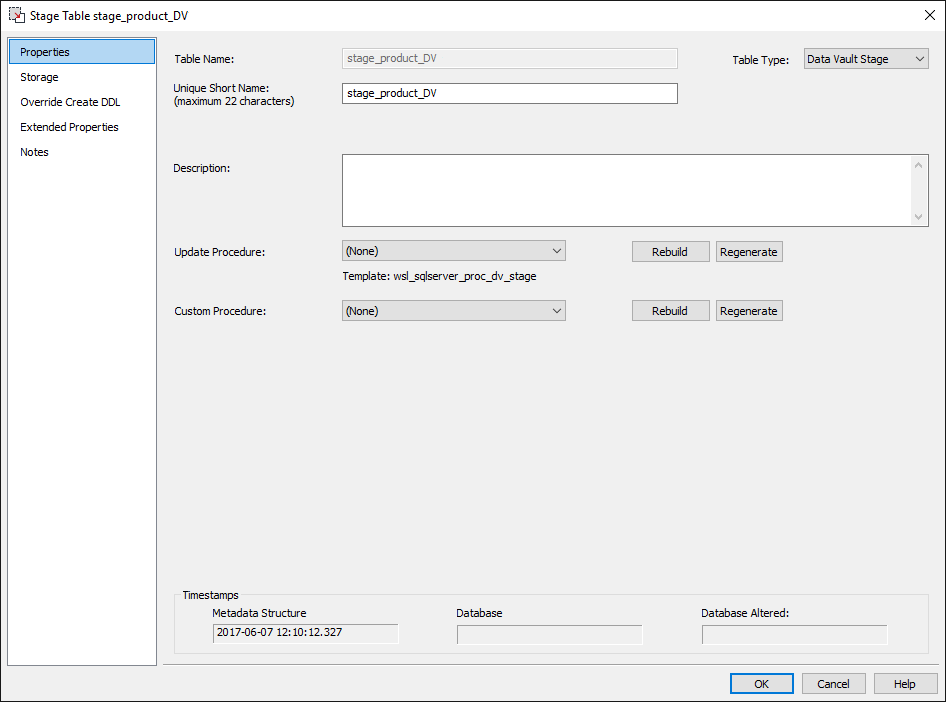 Stage Table stage_product_DV
Properties
Storage
Override Create DDL
Extended Properties
Notes
Table Name:
stage_product_DV
Table Type:
Data Vault Stage
Unique Short Name:
(maximum 22 characters)
stage_product_DV
Description:
Update Procedure:
(None)
Rebuild
Regenerate
Template: wsl_sqlserver_proc_dv_stage
Custom Procedure:
(None)
Rebuild
Regenerate
Timestamps
Metadata Structure
Database
Database Altered:
2017-06-07 12:10:12.327
OK
Cancel
Help